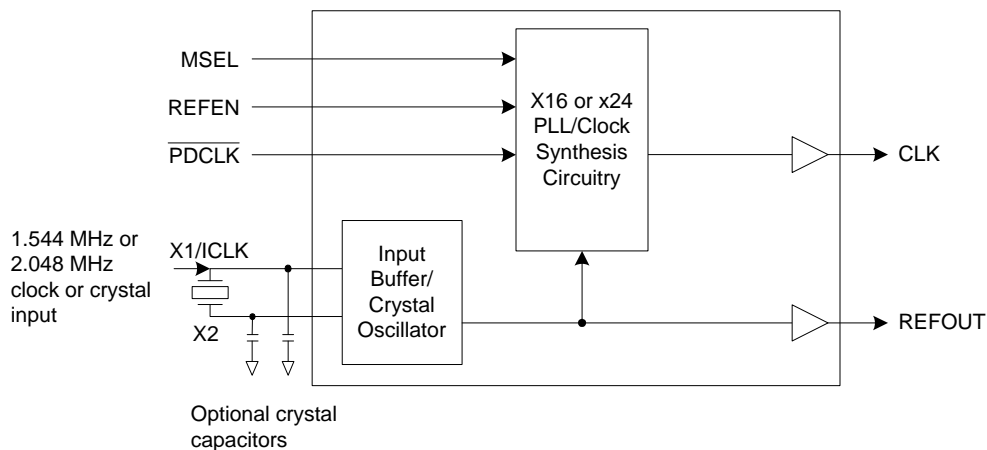 MSEL
REFEN
PDCLK
X16 or x24
PLL/Clock
Synthesis
Circuitry
CLK
1.544 MHz or
2.048 MHz
clock or crystal
input
X1/ICLK
X2
Input
Buffer/
Crystal
Oscillator
REFOUT
Optional crystal
capacitors